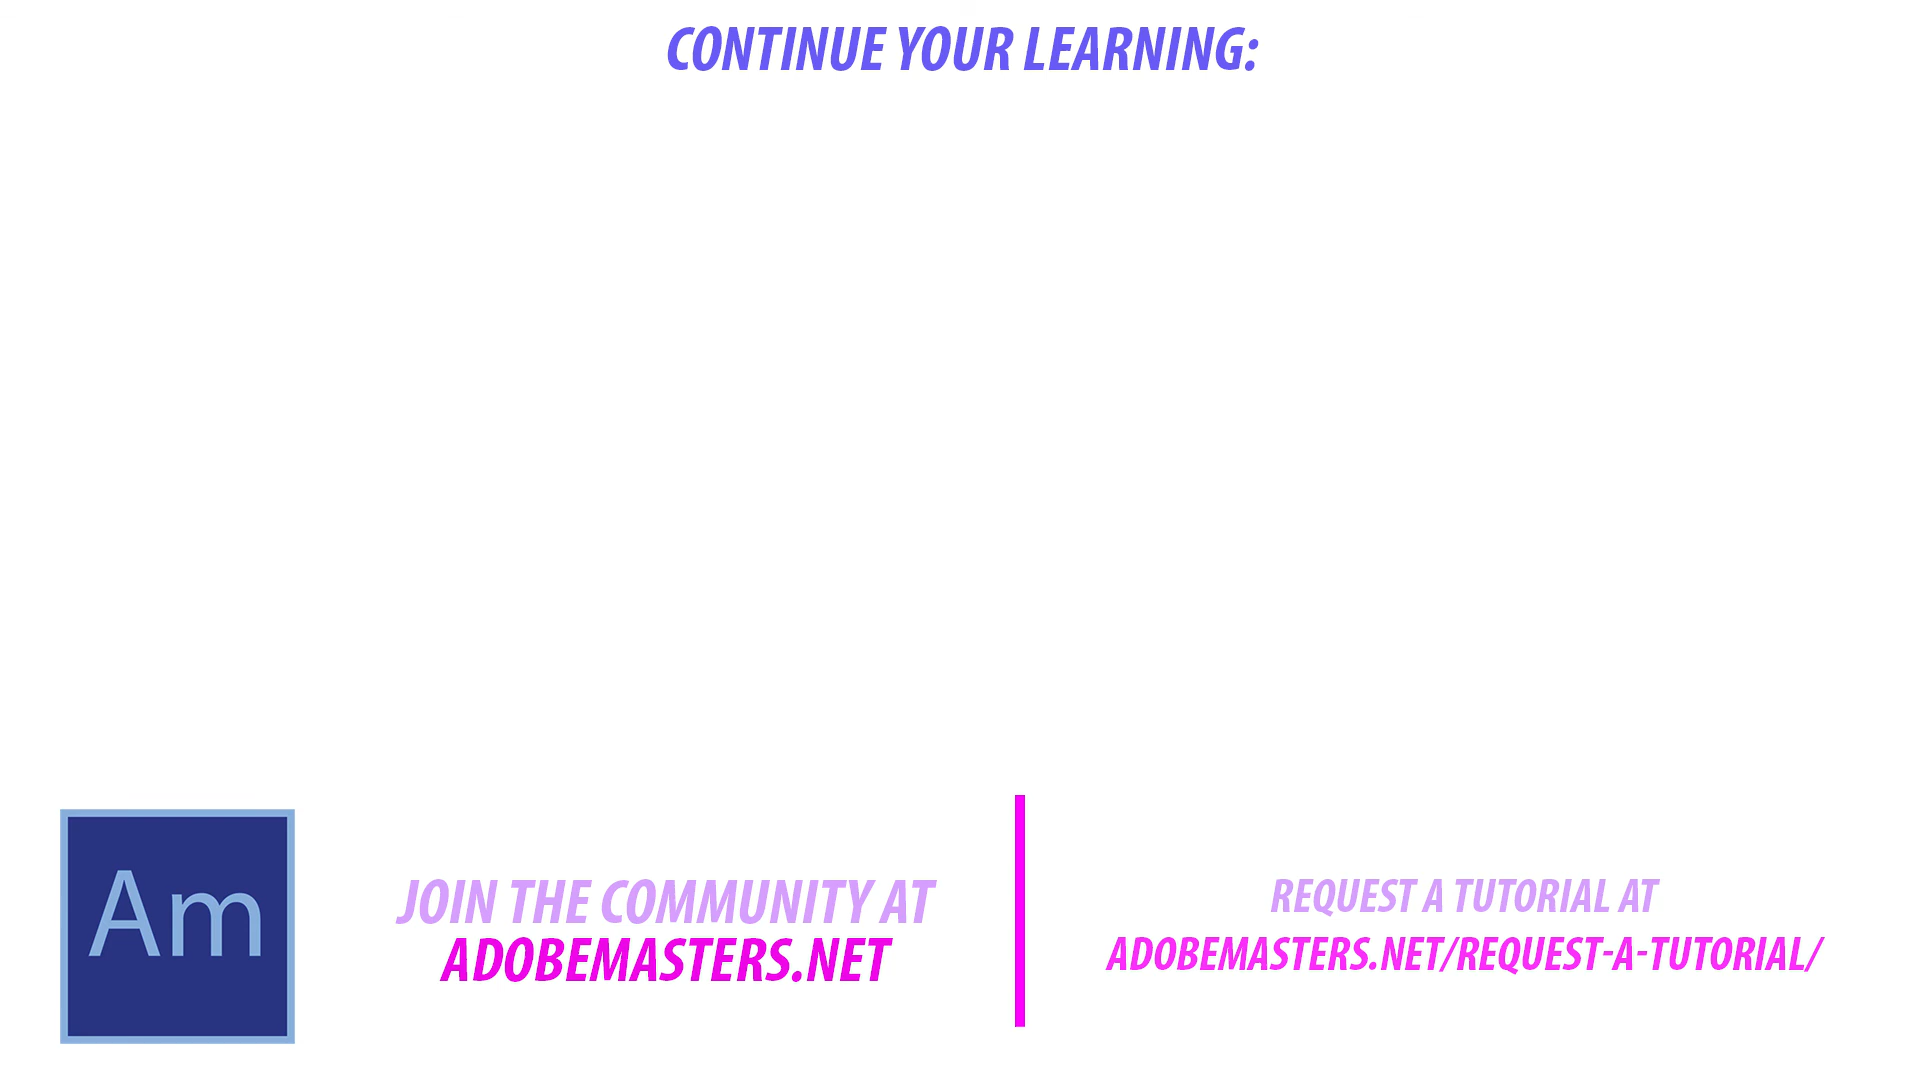 CONTINUE YOUR LEARNING:
Am
JOIN THE COMMUNITY AT
ADOBEMASTERS.NET
REQUEST A TUTORIAL AT
ADOBEMASTERS.NET/REQUEST-A-TUTORIAL/